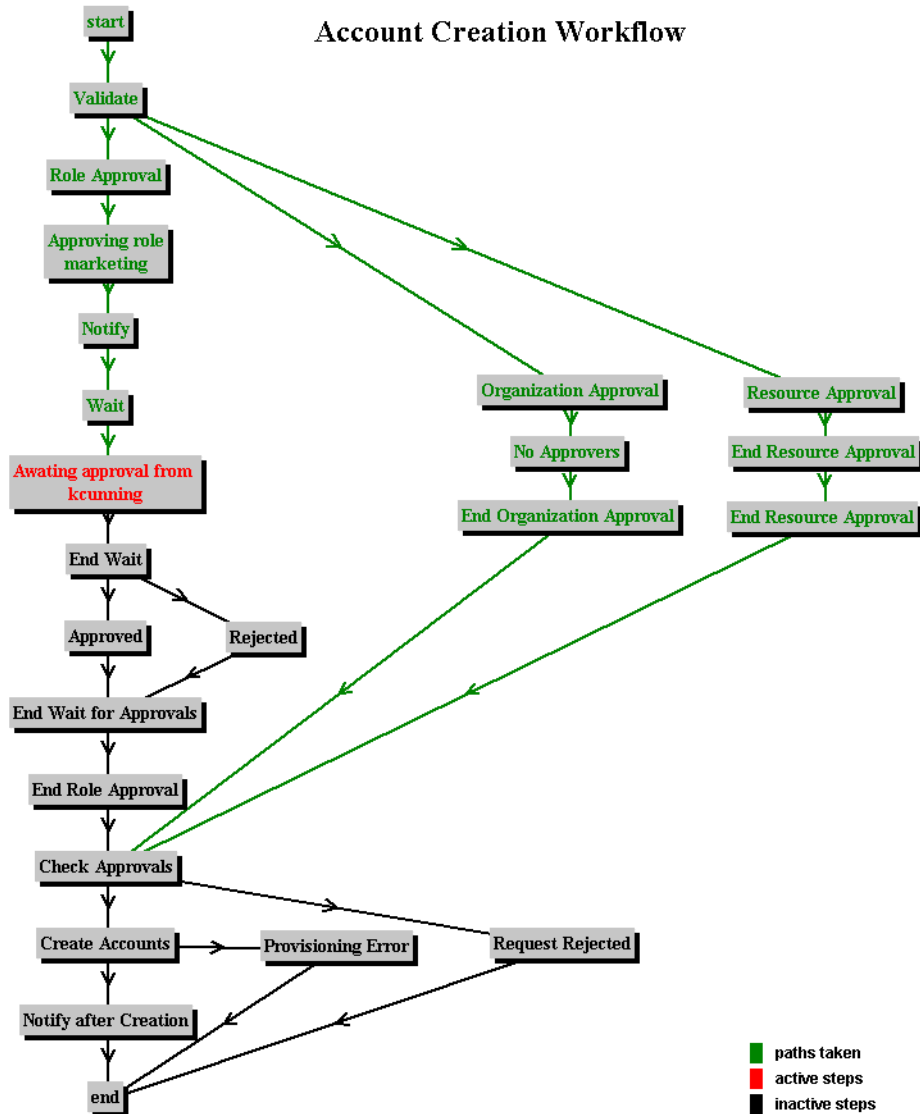 start
Account Creation Workflow
Validate
Role Approval
Approving role
marketing
Notify
Organization Approval
Resource Approval
Wait
No Approvers
End Resource Approval
Awating approval from
kcunning
End Organization Approval
End Resource Approval
End Wait
Approved
Rejected
End Wait for Approvals
End Role Approval
Check Approvals
Create Accounts
Provisioning Error
Request Rejected
Notify after Creation
end
paths taken
active steps
inactive steps